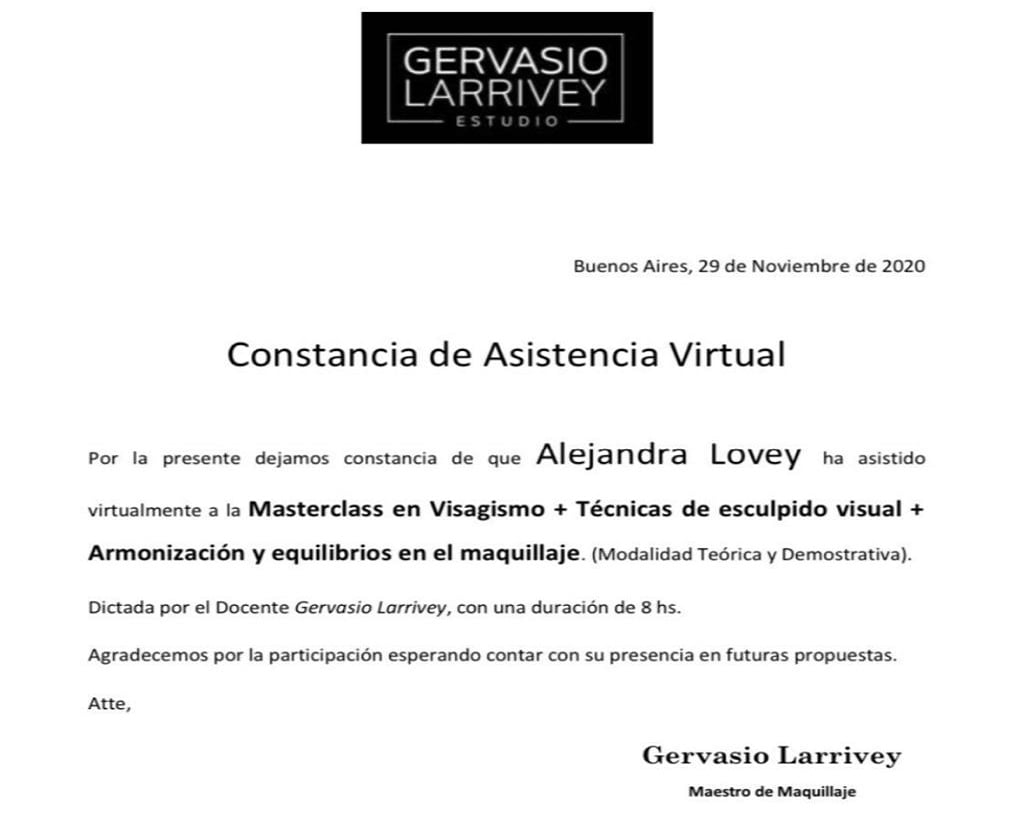 GERVASIO
LARRIVEY
ESTUDIO
Buenos Aires, 29 de Noviembre de 2020
Constancia de Asistencia Virtual
Por la presente dejamos constancia de que Alejandra Lovey ha asistido
virtualmente a la Masterclass en Visagismo + Técnicas de esculpido visual +
Armonización y equilibrios en el maquillaje. (Modalidad Teórica y Demostrativa).
Dictada por el Docente Gervasio Larrivey, con una duración de 8 hs.
Agradecemos por la participación esperando contar con su presencia en futuras propuestas.
Atte,
Gervasio Larrivey
Maestro de Maquillaje